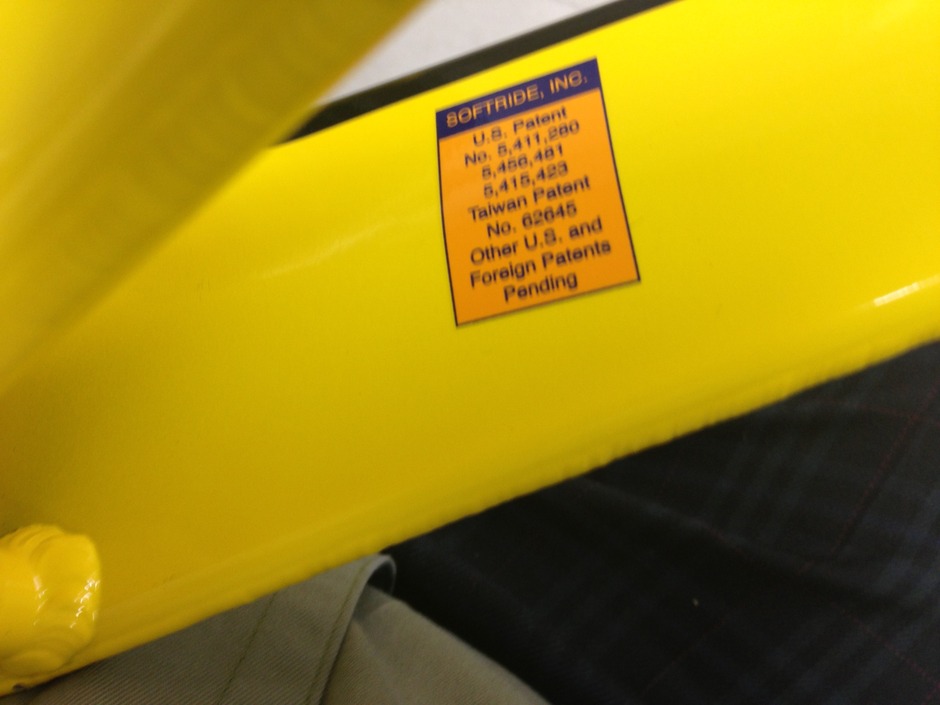 SOFTRIDE, INC.
U.S. Patent
No. 5,411,280
5,456,481
5,415,423
Taiwan Patent
No. 62645
Other U.S. and
Foreign Patents
Pending